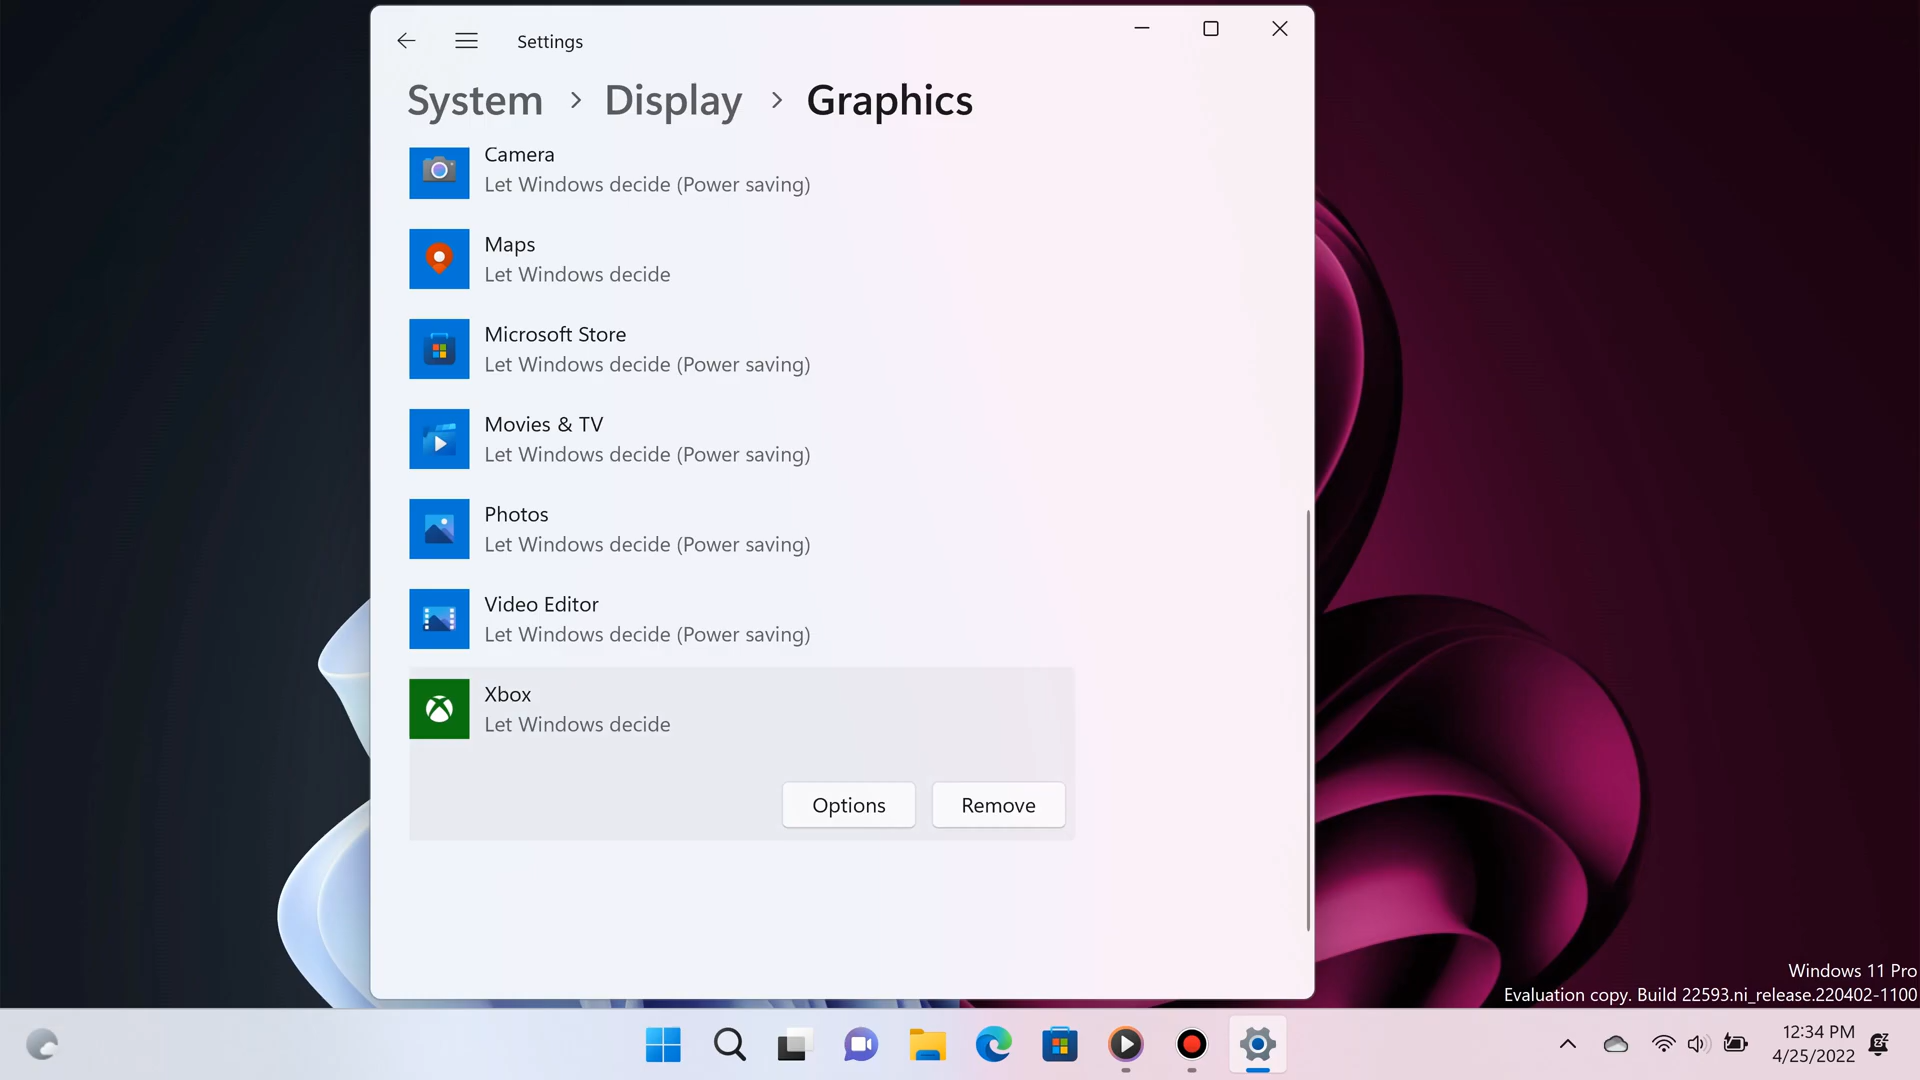 Settings
System > Display > Graphics
Camera
Let Windows decide (Power saving)
Maps
Let Windows decide
Microsoft Store
Let Windows decide (Power saving)
Movies & TV
Let Windows decide (Power saving)
Photos
Let Windows decide (Power saving)
Video Editor
Let Windows decide (Power saving)
Xbox
Let Windows decide
Options Remove
Windows 11 Pro
Evaluation copy. Build 22593.ni_release.220402-1100
12:34 PM
4/25/2022